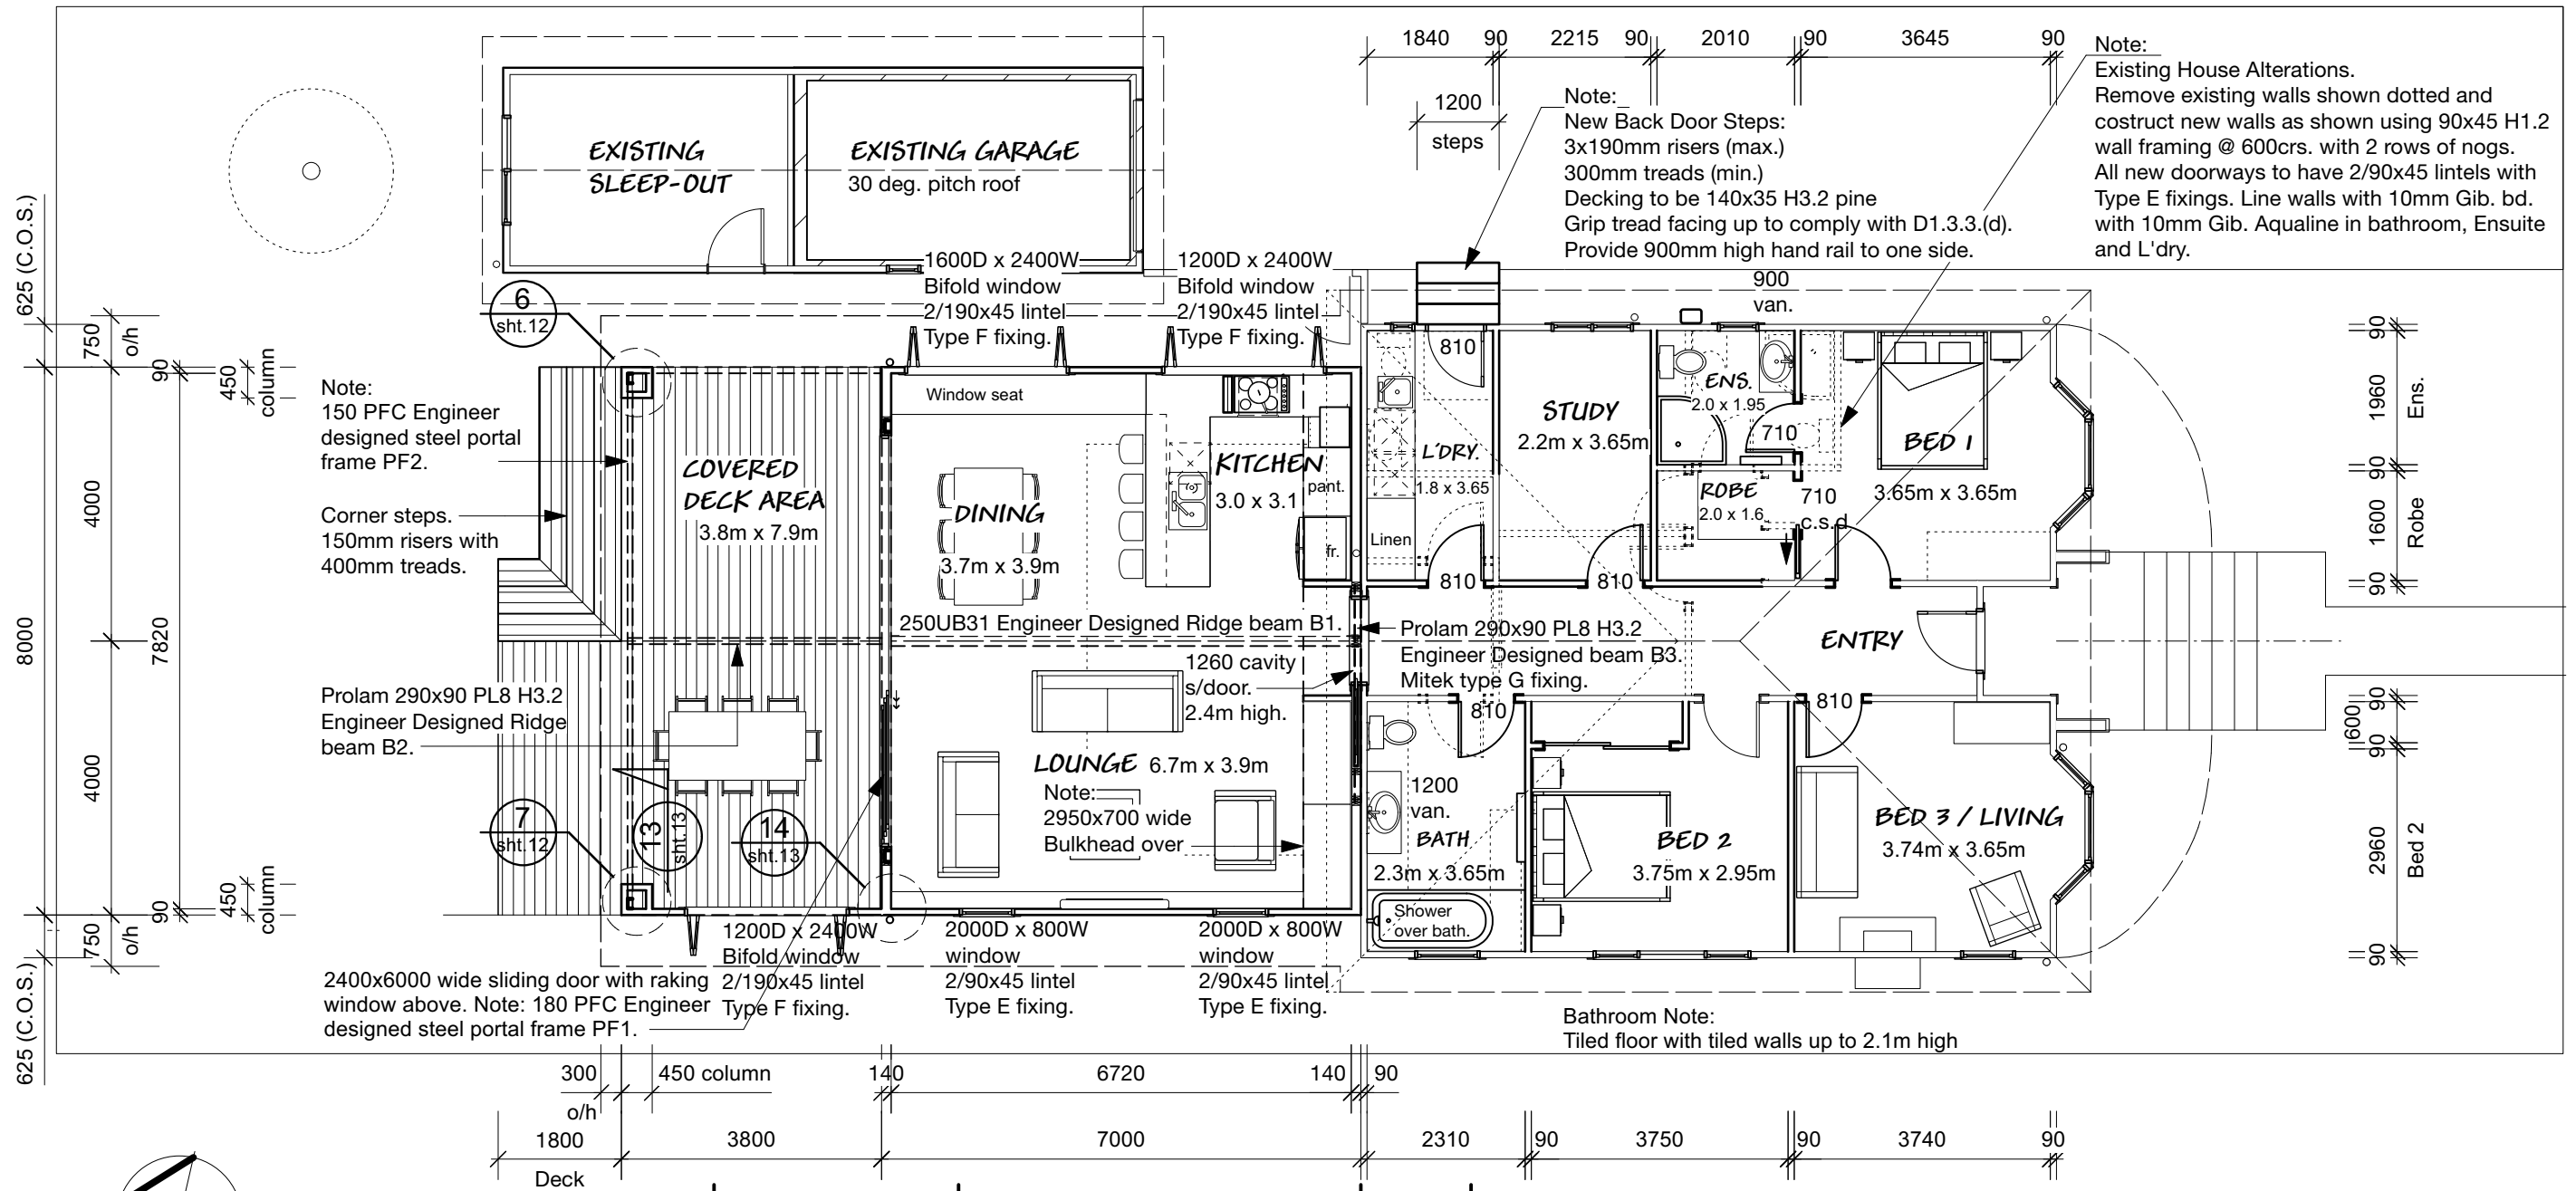 1840
90
2215
90
2010
90
3645
90
1200
steps
Note:
New Back Door Steps:
3x190mm risers (max.)
300mm treads (min.)
Decking to be 140x35 H3.2 pine
Grip tread facing up to comply with D1.3.3.(d).
Provide 900mm high hand rail to one side.
Note:
Existing House Alterations.
Remove existing walls shown dotted and
costruct new walls as shown using 90x45 H1.2
wall framing @ 600crs. with 2 rows of nogs.
All new doorways to have 2/90x45 lintels with
Type E fixings. Line walls with 10mm Gib. bd.
with 10mm Gib. Aqualine in bathroom, Ensuite
and L'dry.
EXISTING
SLEEP-OUT
EXISTING GARAGE
30 deg. pitch roof
1600D x 2400W
Bifold window
2/190x45 lintel
Type F fixing.
1200D x 2400W
Bifold window
2/190x45 lintel
Type F fixing.
900
van.
625 (C.O.S.)
750
o/h
90
450
column
4000
8000
7820
4000
90
450
column
750
o/h
625 (C.O.S.)
6
sht.12
Note:
150 PFC Engineer
designed steel portal
frame PF2.
Corner steps.
150mm risers with
400mm treads.
Prolam 290x90 PL8 H3.2
Engineer Designed Ridge
beam B2.
COVERED
DECK AREA
3.8m x 7.9m
Window seat
DINING
3.7m x 3.9m
KITCHEN
3.0 x 3.1
pant.
fr.
250UB31 Engineer Designed Ridge beam B1.
1260 cavity
s/door.
2.4m high.
LOUNGE 6.7m x 3.9m
Note:
2950x700 wide
Bulkhead over
810
L'DRY.
1.8 x 3.65
Linen
STUDY
2.2m x 3.65m
ENS.
2.0 x 1.95
710
ROBE
2.0 x 1.6
710
c.s.d
BED 1
3.65m x 3.65m
810
810
Prolam 290x90 PL8 H3.2
Engineer Designed beam B3.
Mitek type G fixing.
ENTRY
810
810
1200
van.
BATH
2.3m x 3.65m
Shower
over bath.
BED 2
3.75m x 2.95m
BED 3 / LIVING
3.74m x 3.65m
90
1960
Ens.
90
1600
Robe
90
90
600
90
2960
Bed 2
90
7
sht.12
13
sht.13
14
sht.13
2400x6000 wide sliding door with raking
window above. Note: 180 PFC Engineer
designed steel portal frame PF1.
1200D x 2400W
Bifold window
2/190x45 lintel
Type F fixing.
2000D x 800W
window
2/90x45 lintel
Type E fixing.
2000D x 800W
window
2/90x45 lintel
Type E fixing.
Bathroom Note:
Tiled floor with tiled walls up to 2.1m high
300
o/h
450 column
140
6720
140
90
1800
Deck
3800
7000
2310
90
3750
90
3740
90